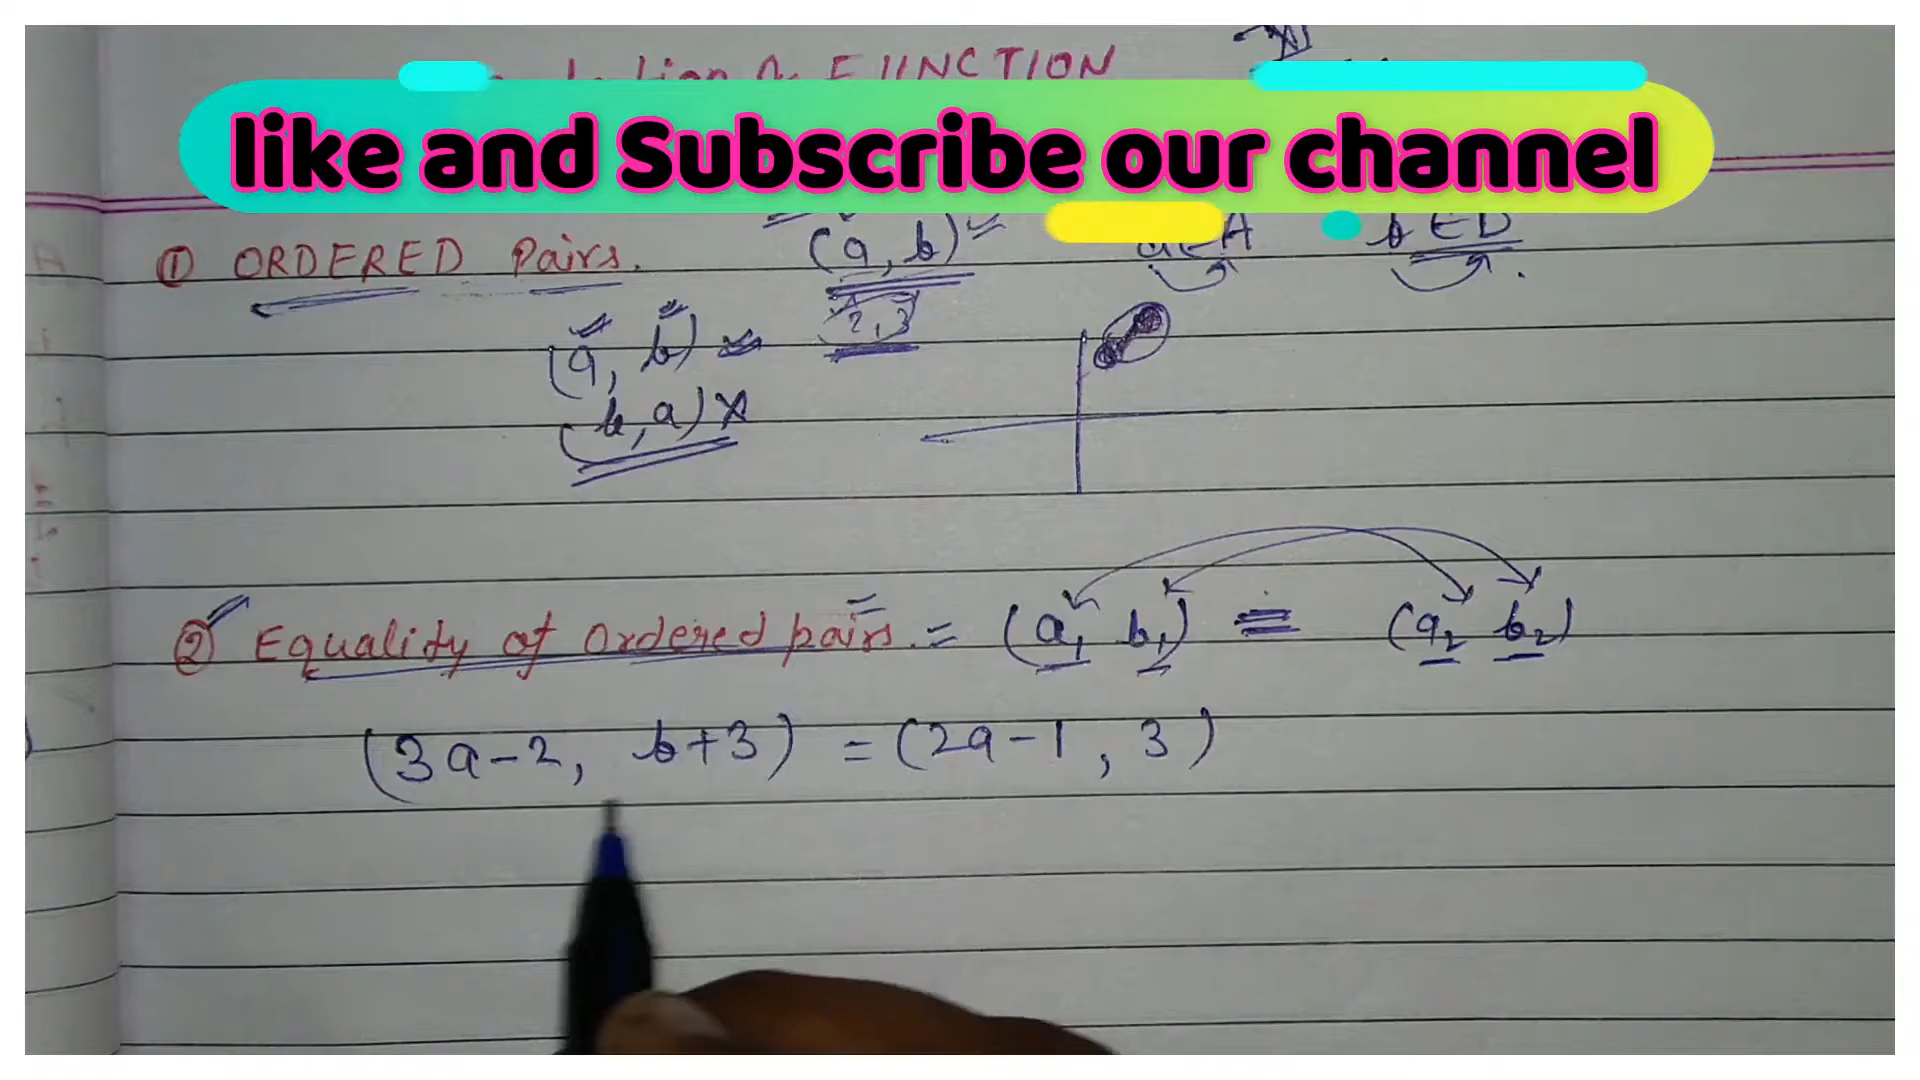 FUNCTION
like and Subscribe our channel
① ORDERED Pairs. (a, b) a∈A b∈
(a, b) 2, 3
(b, a) ×
② Equality of Ordered pairs. = (a₁ b₁) = (a₂ b₂)
(3a-2, b+3) = (2a-1, 3)